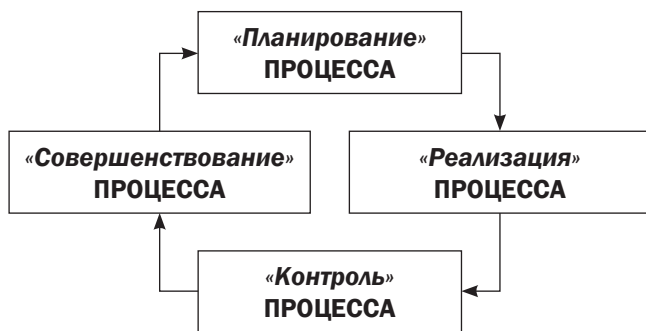 «Планирование»
ПРОЦЕССА
«Совершенствование»
ПРОЦЕССА
«Реализация»
ПРОЦЕССА
«Контроль»
ПРОЦЕССА